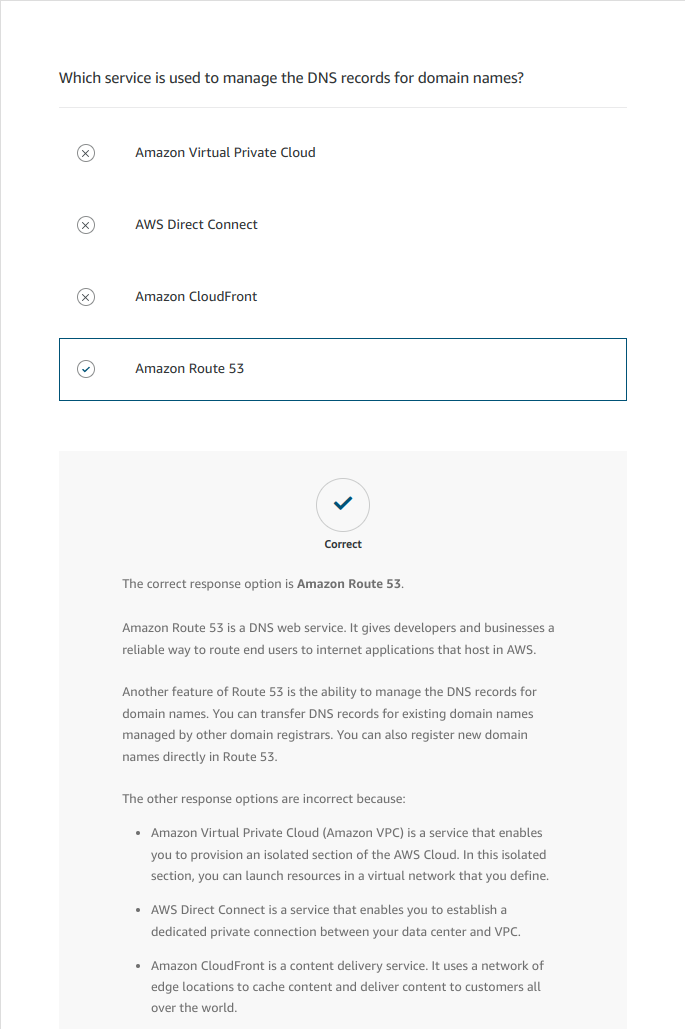 Which service is used to manage the DNS records for domain names?
Amazon Virtual Private Cloud
AWS Direct Connect
Amazon CloudFront
Amazon Route 53
Correct
The correct response option is Amazon Route 53.
Amazon Route 53 is a DNS web service. It gives developers and businesses a
reliable way to route end users to internet applications that host in AWS.
Another feature of Route 53 is the ability to manage the DNS records for
domain names. You can transfer DNS records for existing domain names
managed by other domain registrars. You can also register new domain
names directly in Route 53.
The other response options are incorrect because:
• Amazon Virtual Private Cloud (Amazon VPC) is a service that enables
you to provision an isolated section of the AWS Cloud. In this isolated
section, you can launch resources in a virtual network that you define.
• AWS Direct Connect is a service that enables you to establish a
dedicated private connection between your data center and VPC.
• Amazon CloudFront is a content delivery service. It uses a network of
edge locations to cache content and deliver content to customers all
over the world.